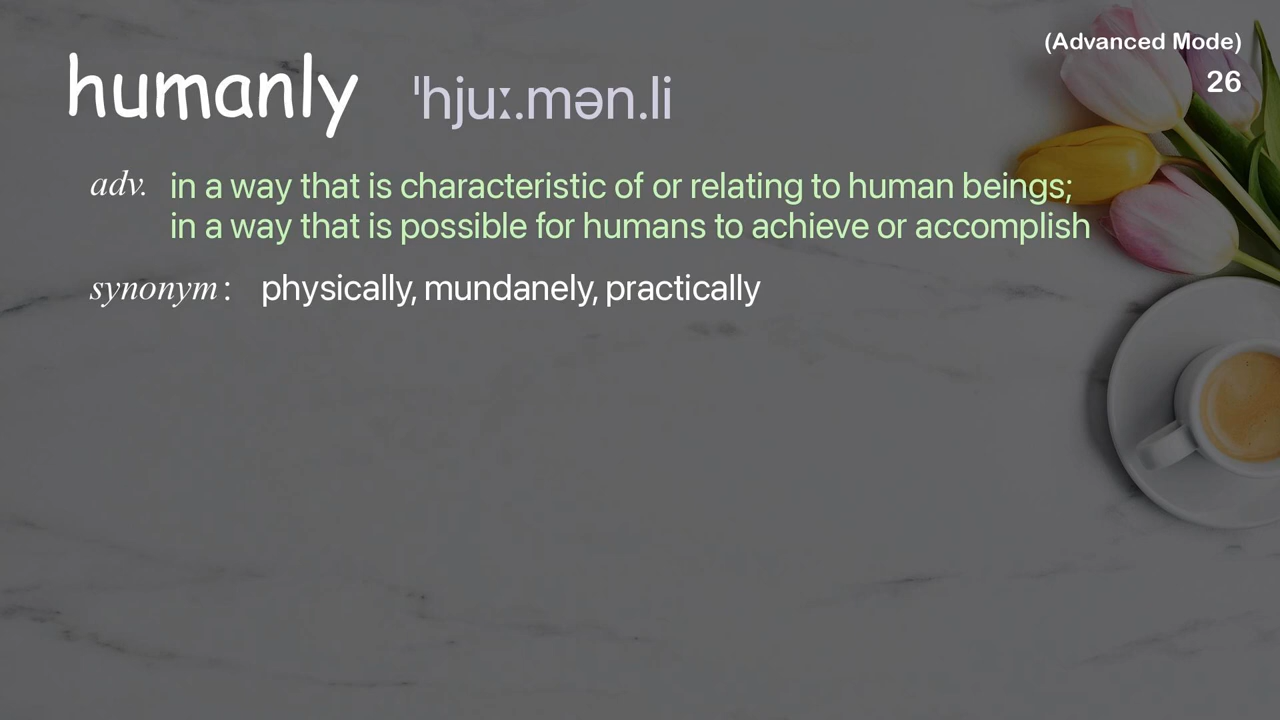 (Advanced Mode)
26
humanly ˈhjuː.mən.li
adv. in a way that is characteristic of or relating to human beings;
in a way that is possible for humans to achieve or accomplish
synonym : physically, mundanely, practically